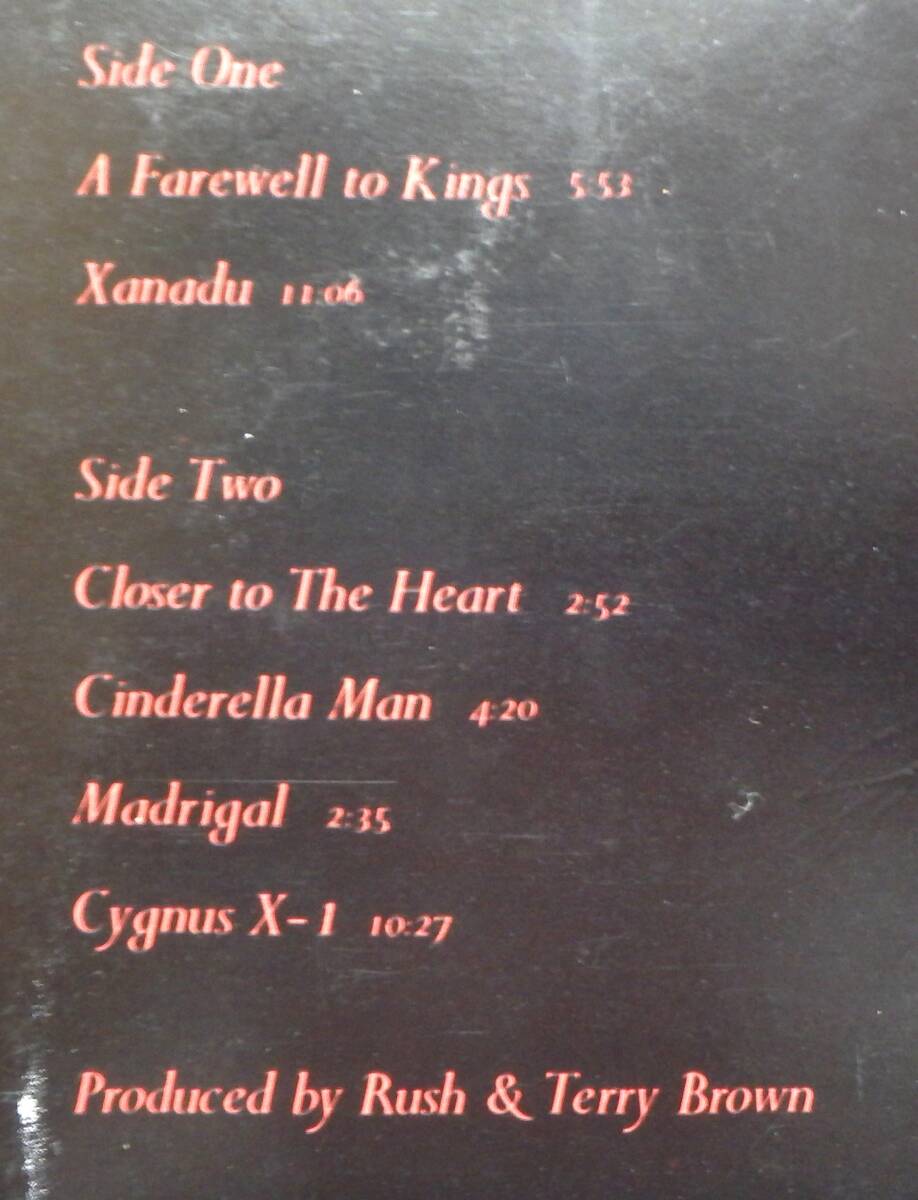 Side One
A Farewell to Kings 5:53
Xanadu 11:06
Side Two
Closer to The Heart 2:52
Cinderella Man 4:20
Madrigal 2:35
Cygnus X-1 10:27
Produced by Rush & Terry Brown